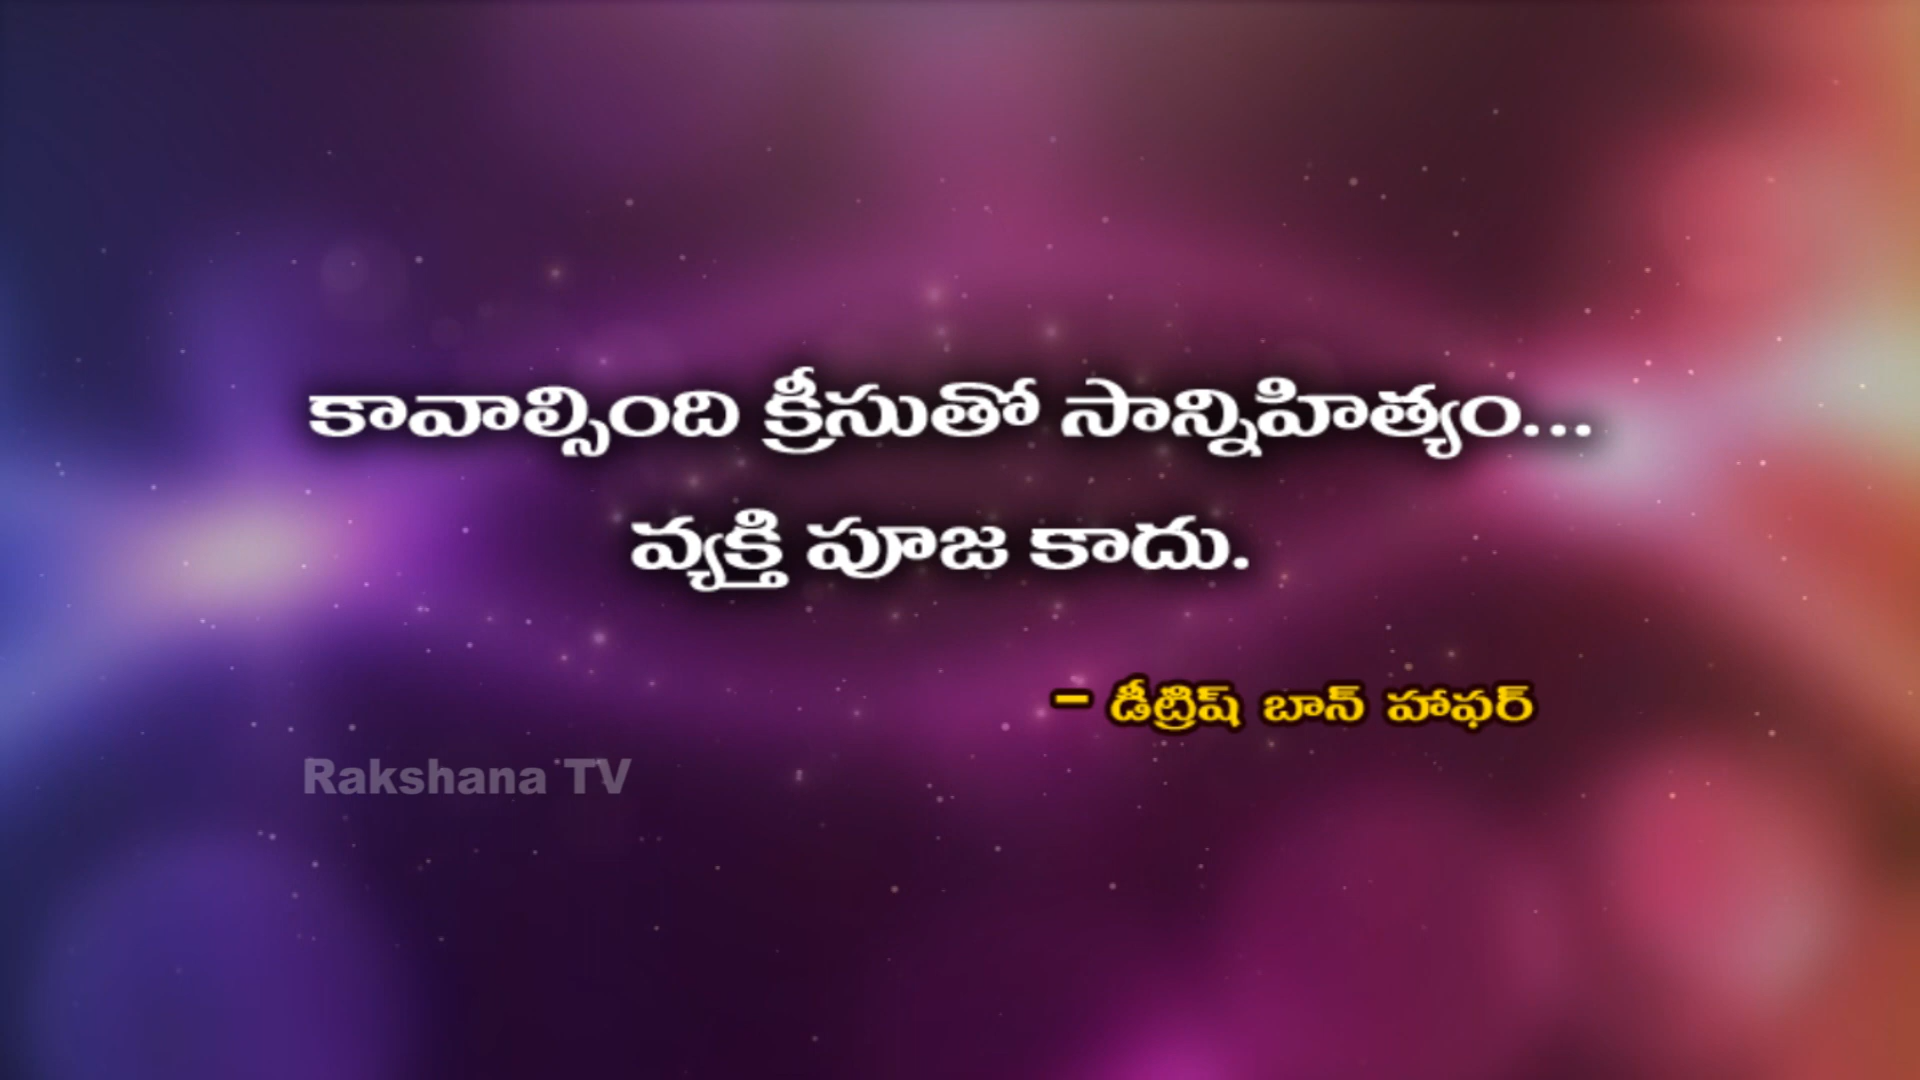 కావాల్సింది క్రీసుతో సాన్నిహిత్యం...
వ్యక్తి పూజ కాదు.
- డీట్రిష్ బాన్ హాఫర్
Rakshana TV